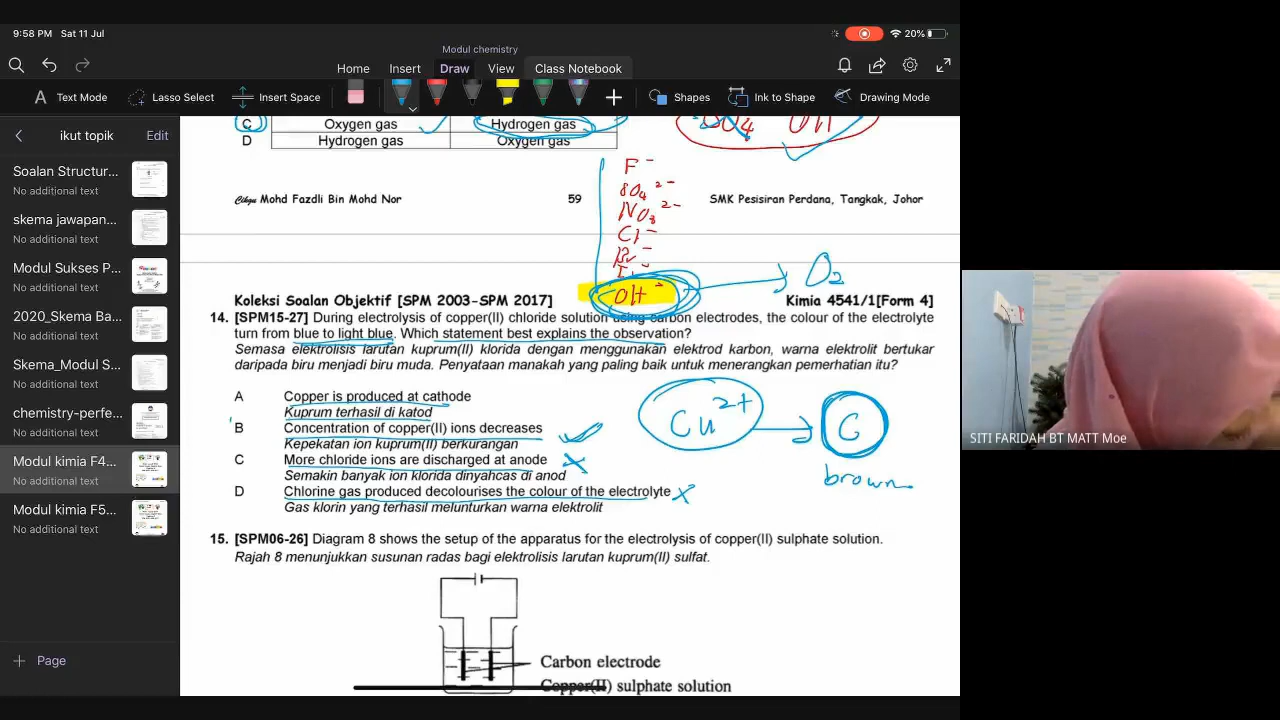 9:58 PM Sat 11 Jul
20%
Modul chemistry
Home Insert Draw View Class Notebook
Text Mode Lasso Select Insert Space Shapes Ink to Shape Drawing Mode
ikut topik Edit
Soalan Structur...
No additional text
skema jawapan...
No additional text
Modul Sukses P...
No additional text
2020_Skema Ba...
No additional text
Skema_Modul S...
No additional text
chemistry-perfe...
No additional text
Modul kimia F4...
No additional text
Modul kimia F5...
No additional text
Page
C Oxygen gas Hydrogen gas
D Hydrogen gas Oxygen gas
SO4 OH
F-
SO4 2-
NO3 2-
Cl-
Br-
I-
OH-
O2
Cikgu Mohd Fazdli Bin Mohd Nor 59 SMK Pesisiran Perdana, Tangkak, Johor
Koleksi Soalan Objektif [SPM 2003-SPM 2017] Kimia 4541/1[Form 4]
14. [SPM15-27] During electrolysis of copper(II) chloride solution using carbon electrodes, the colour of the electrolyte
turn from blue to light blue. Which statement best explains the observation?
Semasa elektrolisis larutan kuprum(II) klorida dengan menggunakan elektrod karbon, warna elektrolit bertukar
daripada biru menjadi biru muda. Penyataan manakah yang paling baik untuk menerangkan pemerhatian itu?
A Copper is produced at cathode
Kuprum terhasil di katod
B Concentration of copper(II) ions decreases
Kepekatan ion kuprum(II) berkurangan
C More chloride ions are discharged at anode
Semakin banyak ion klorida dinyahcas di anod
D Chlorine gas produced decolourises the colour of the electrolyte
Gas klorin yang terhasil melunturkan warna elektrolit
Cu2+
C
brown
15. [SPM06-26] Diagram 8 shows the setup of the apparatus for the electrolysis of copper(II) sulphate solution.
Rajah 8 menunjukkan susunan radas bagi elektrolisis larutan kuprum(II) sulfat.
Carbon electrode
Copper(II) sulphate solution
SITI FARIDAH BT MATT Moe